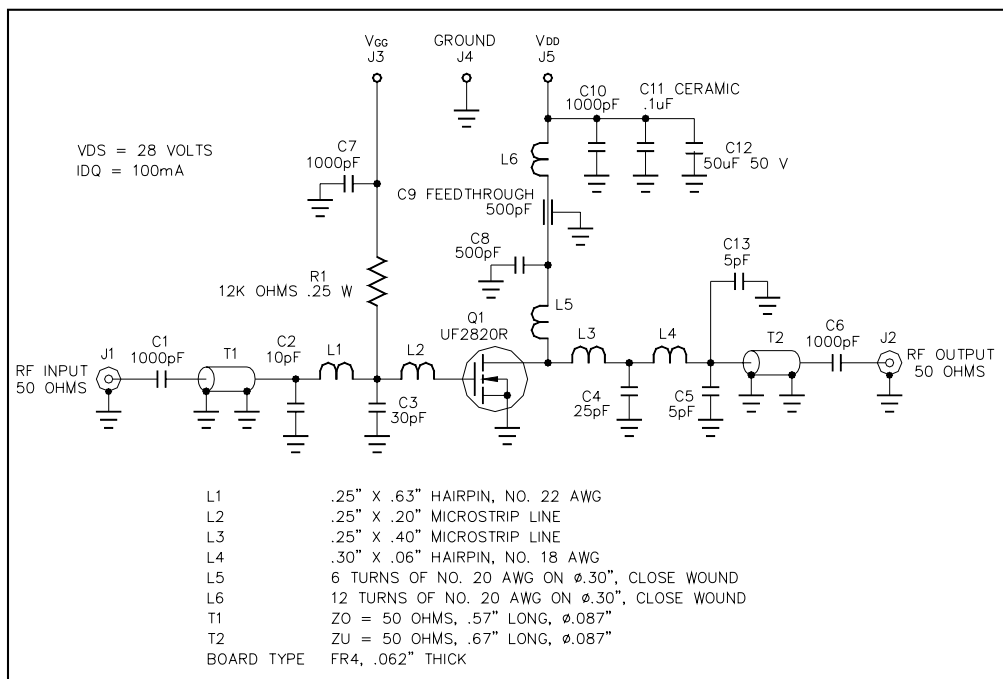 VGG
J3
GROUND
J4
VDD
J5
VDS = 28 VOLTS
IDQ = 100mA
C7
1000pF
C10
1000pF
C11 CERAMIC
.1uF
C12
50uF 50 V
L6
C9 FEEDTHROUGH
500pF
C8
500pF
R1
12K OHMS .25 W
L5
C13
5pF
Q1
UF2820R
RF INPUT
50 OHMS
J1
C1
1000pF
T1
C2
10pF
L1
L2
C3
30pF
L3
L4
C4
25pF
C5
5pF
T2
C6
1000pF
J2
RF OUTPUT
50 OHMS
L1 .25" X .63" HAIRPIN, NO. 22 AWG
L2 .25" X .20" MICROSTRIP LINE
L3 .25" X .40" MICROSTRIP LINE
L4 .30" X .06" HAIRPIN, NO. 18 AWG
L5 6 TURNS OF NO. 20 AWG ON ø.30", CLOSE WOUND
L6 12 TURNS OF NO. 20 AWG ON ø.30", CLOSE WOUND
T1 ZO = 50 OHMS, .57" LONG, ø.087"
T2 ZU = 50 OHMS, .67" LONG, ø.087"
BOARD TYPE FR4, .062" THICK